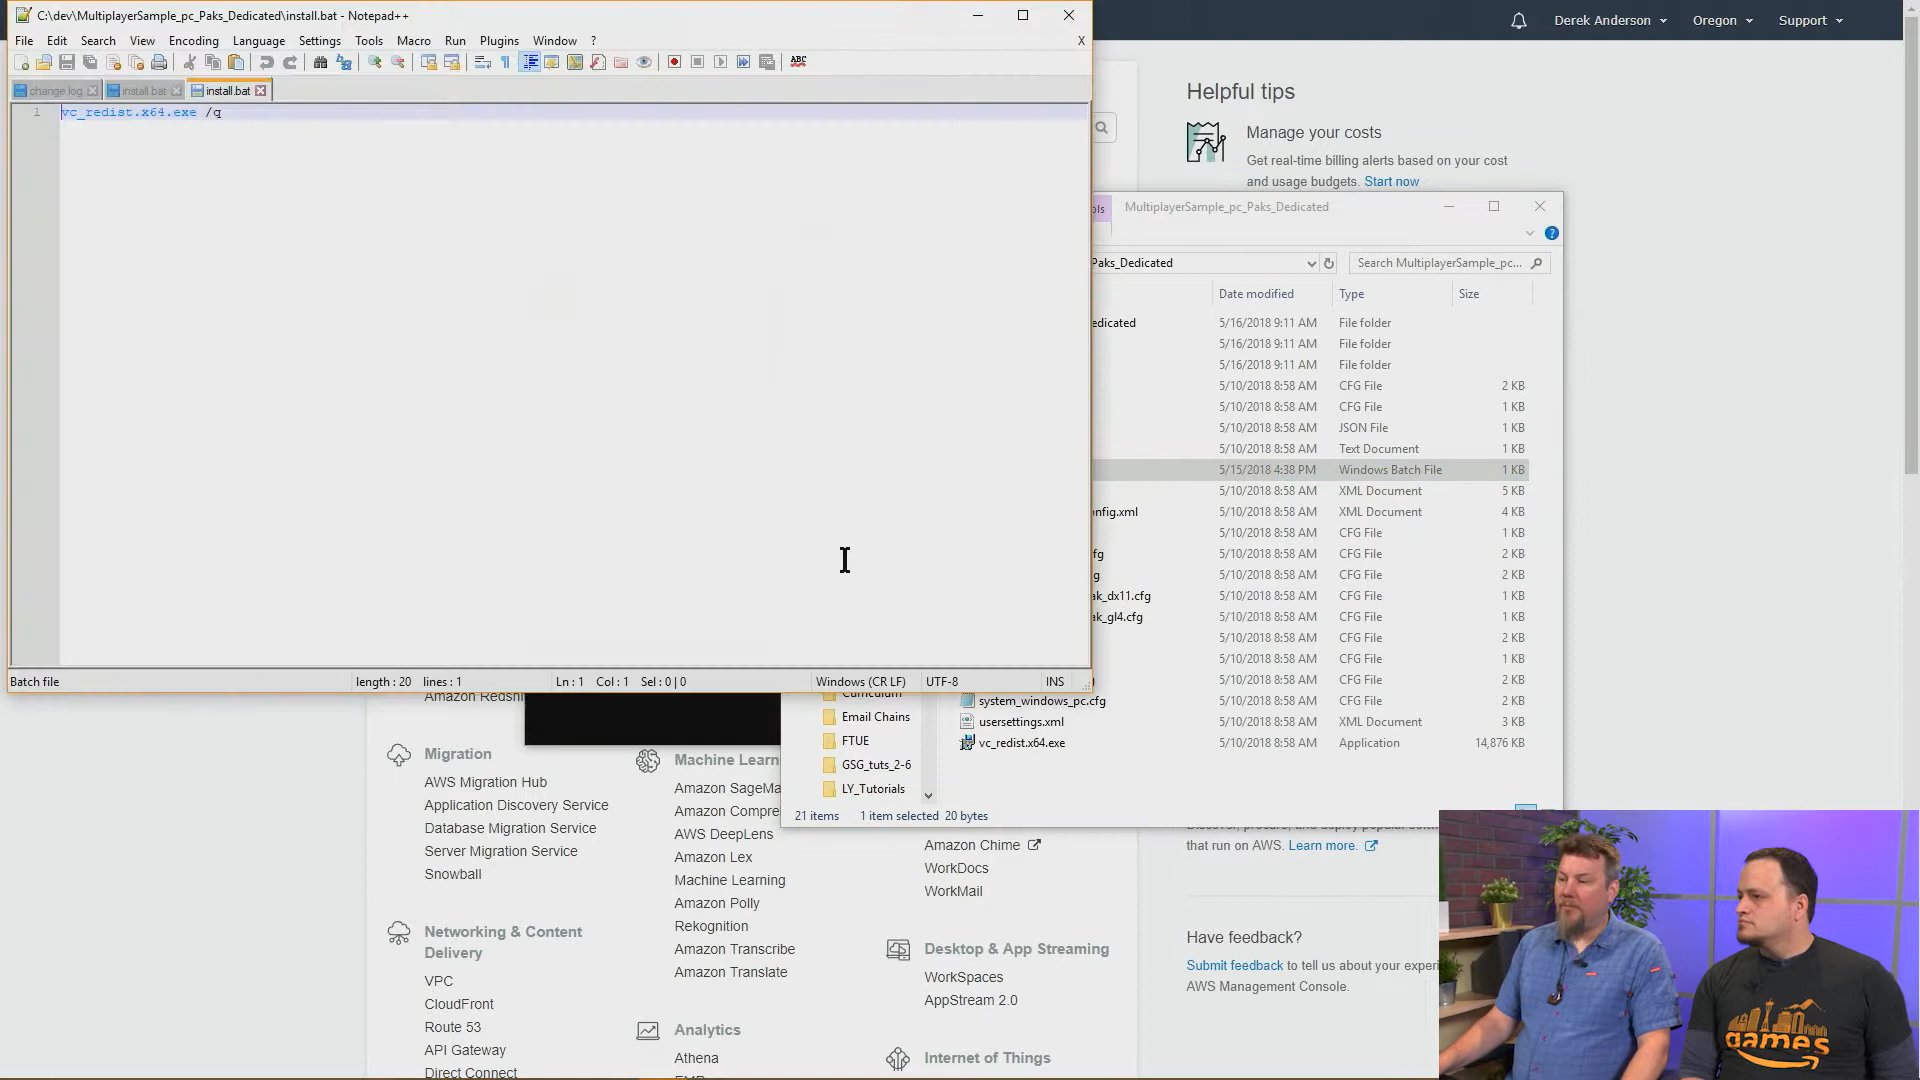 C:\dev\MultiplayerSample_pc_Paks_Dedicated\install.bat - Notepad++
File Edit Search View Encoding Language Settings Tools Macro Run Plugins Window ? X
ABC
change.log install.bat install.bat
1 vc_redist.x64.exe /q
Batch file length : 20 lines : 1 Ln : 1 Col : 1 Sel : 0 | 0 Windows (CR LF) UTF-8 INS
Derek Anderson Oregon Support
Helpful tips
Manage your costs
Get real-time billing alerts based on your cost
and usage budgets. Start now
MultiplayerSample_pc_Paks_Dedicated
Paks_Dedicated Search MultiplayerSample_pc...
Date modified Type Size
edicated 5/16/2018 9:11 AM File folder
5/16/2018 9:11 AM File folder
5/16/2018 9:11 AM File folder
5/10/2018 8:58 AM CFG File 2 KB
5/10/2018 8:58 AM CFG File 1 KB
5/10/2018 8:58 AM JSON File 1 KB
5/10/2018 8:58 AM Text Document 1 KB
5/15/2018 4:38 PM Windows Batch File 1 KB
5/10/2018 8:58 AM XML Document 5 KB
onfig.xml 5/10/2018 8:58 AM XML Document 4 KB
5/10/2018 8:58 AM CFG File 1 KB
fg 5/10/2018 8:58 AM CFG File 2 KB
g 5/10/2018 8:58 AM CFG File 2 KB
ak_dx11.cfg 5/10/2018 8:58 AM CFG File 1 KB
ak_gl4.cfg 5/10/2018 8:58 AM CFG File 1 KB
5/10/2018 8:58 AM CFG File 2 KB
5/10/2018 8:58 AM CFG File 1 KB
5/10/2018 8:58 AM CFG File 2 KB
system_windows_pc.cfg 5/10/2018 8:58 AM CFG File 2 KB
usersettings.xml 5/10/2018 8:58 AM XML Document 3 KB
vc_redist.x64.exe 5/10/2018 8:58 AM Application 14,876 KB
Curriculum
Email Chains
FTUE
GSG_tuts_2-6
LY_Tutorials
21 items 1 item selected 20 bytes
Amazon Redshi
Migration
AWS Migration Hub
Application Discovery Service
Database Migration Service
Server Migration Service
Snowball
Networking & Content
Delivery
VPC
CloudFront
Route 53
API Gateway
Direct Connect
Machine Learn
Amazon SageMa
Amazon Compre
AWS DeepLens
Amazon Lex
Machine Learning
Amazon Polly
Rekognition
Amazon Transcribe
Amazon Translate
Analytics
Athena
Amazon Chime
WorkDocs
WorkMail
Desktop & App Streaming
WorkSpaces
AppStream 2.0
Internet of Things
that run on AWS. Learn more.
Have feedback?
Submit feedback to tell us about your experi
AWS Management Console.
games